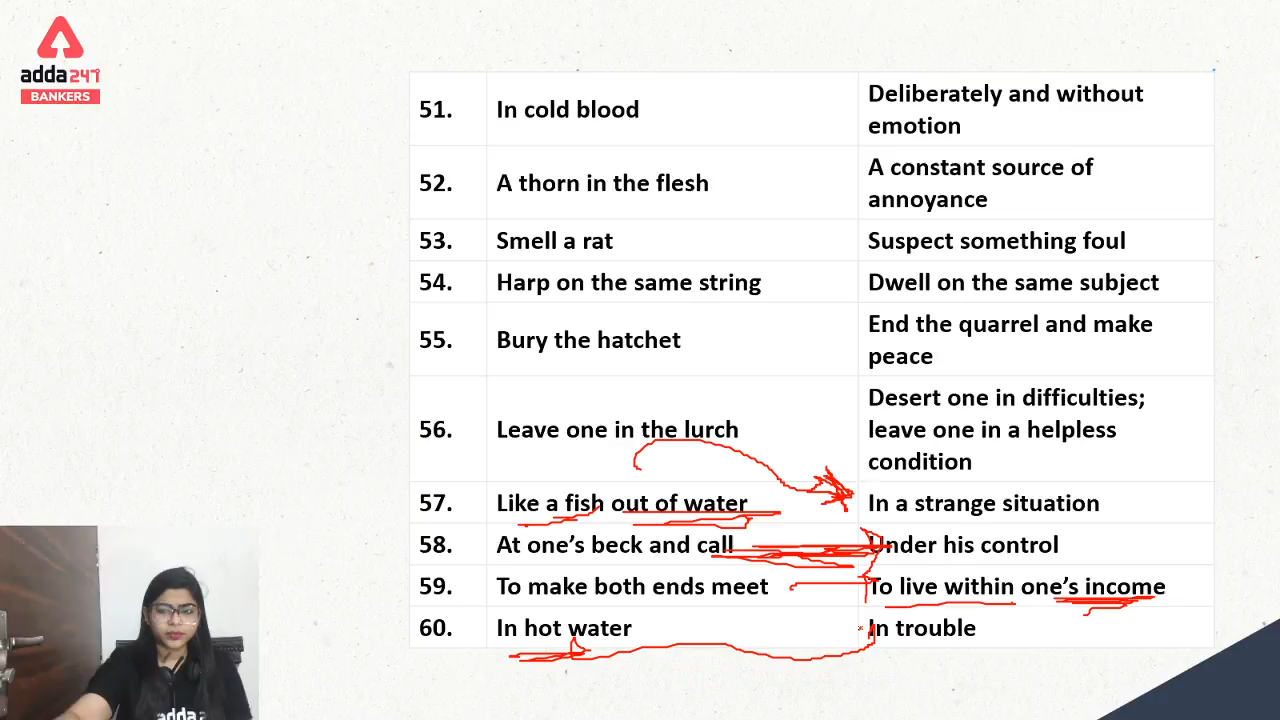 adda247
BANKERS
51. In cold blood Deliberately and without
emotion
52. A thorn in the flesh A constant source of
annoyance
53. Smell a rat Suspect something foul
54. Harp on the same string Dwell on the same subject
55. Bury the hatchet End the quarrel and make
peace
56. Leave one in the lurch Desert one in difficulties;
leave one in a helpless
condition
57. Like a fish out of water In a strange situation
58. At one’s beck and call Under his control
59. To make both ends meet To live within one’s income
60. In hot water In trouble
adda2